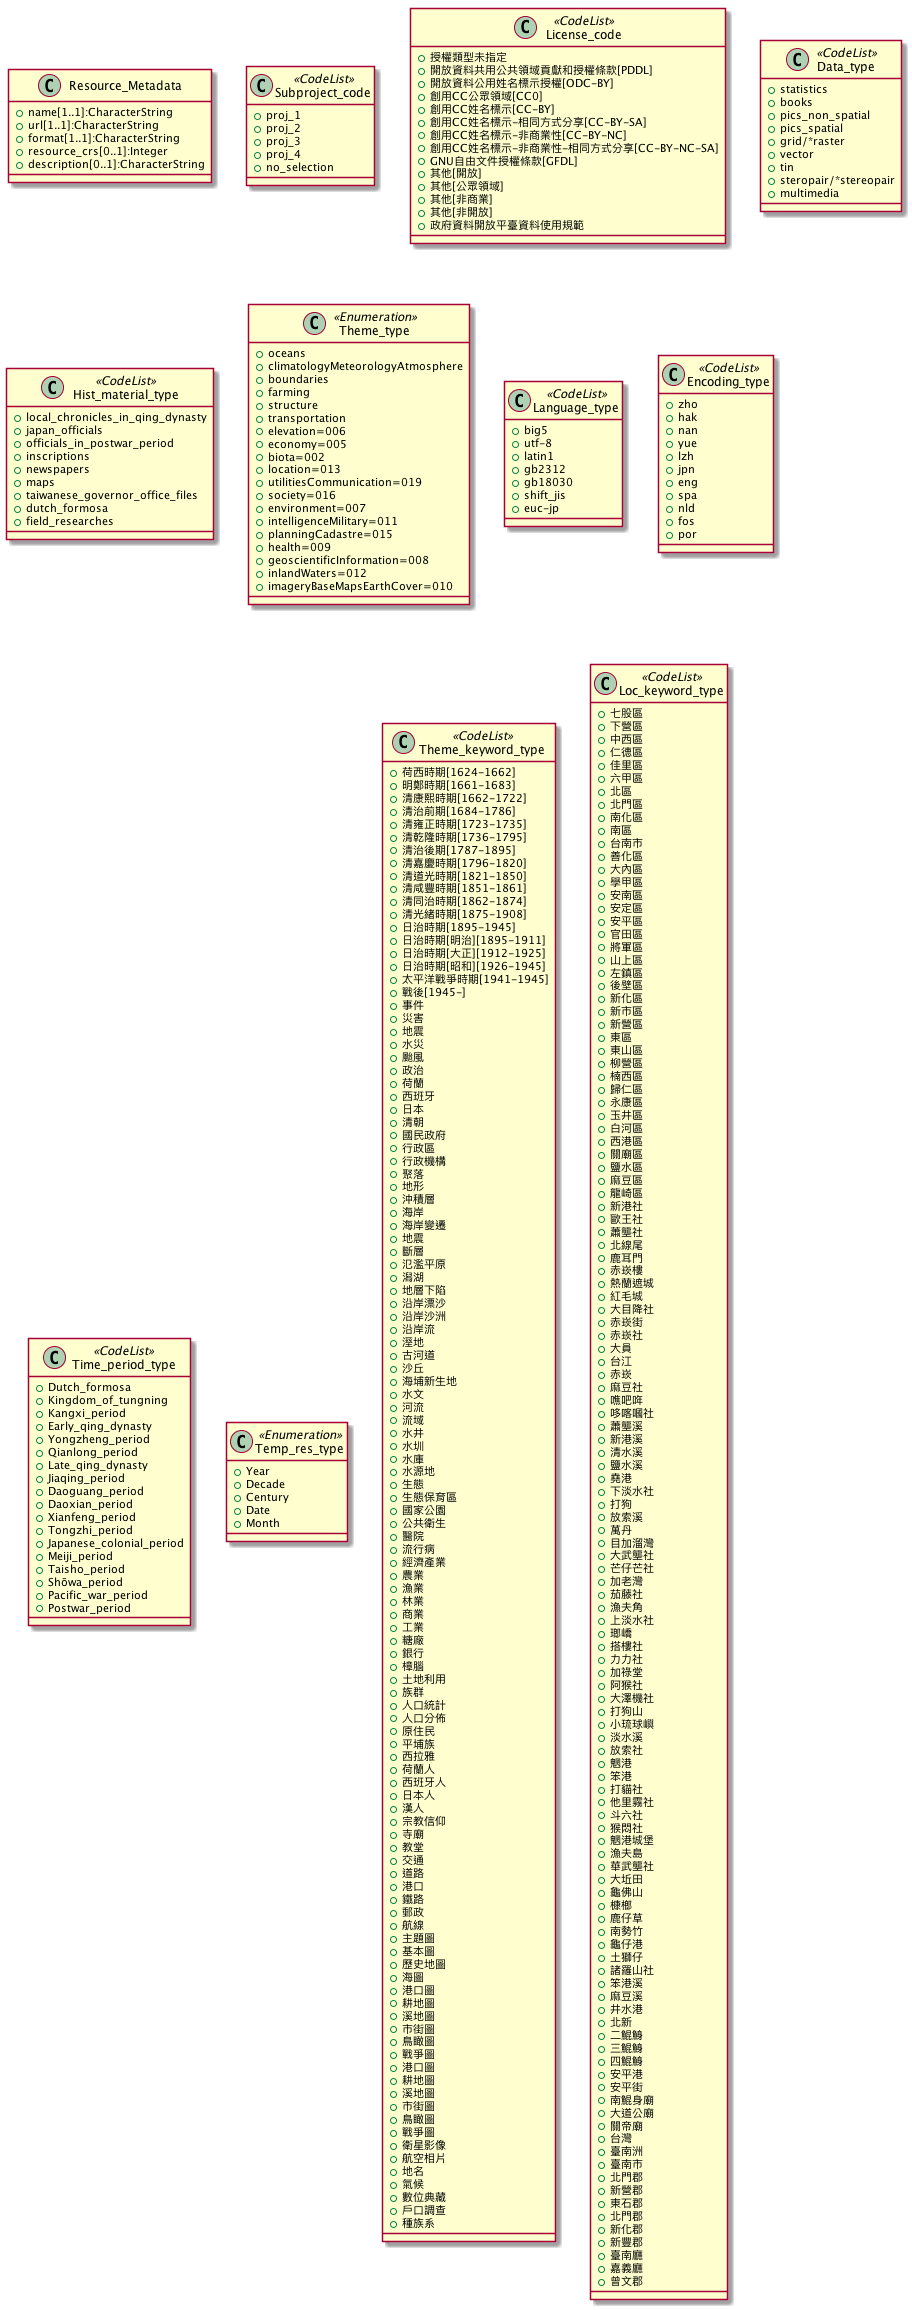 C
Resource_Metadata
name[1..1]:CharacterString
url[1..1]:CharacterString
format[1..1]:CharacterString
resource_crs[0..1]:Integer
description[0..1]:CharacterString
C
«CodeList»
Subproject_code
proj_1
proj_2
proj_3
proj_4
no_selection
C
«CodeList»
License_code
授權類型未指定
開放資料共用公共領域貢獻和授權條款[PDDL]
開放資料公用姓名標示授權[ODC-BY]
創用CC公眾領域[CC0]
創用CC姓名標示[CC-BY]
創用CC姓名標示-相同方式分享[CC-BY-SA]
創用CC姓名標示-非商業性[CC-BY-NC]
創用CC姓名標示-非商業性-相同方式分享[CC-BY-NC-SA]
GNU自由文件授權條款[GFDL]
其他[開放]
其他[公眾領域]
其他[非商業]
其他[非開放]
政府資料開放平臺資料使用規範
C
«CodeList»
Data_type
statistics
books
pics_non_spatial
pics_spatial
grid/*raster
vector
tin
steropair/*stereopair
multimedia
C
«CodeList»
Hist_material_type
local_chronicles_in_qing_dynasty
japan_officials
officials_in_postwar_period
inscriptions
newspapers
maps
taiwanese_governor_office_files
dutch_formosa
field_researches
C
«Enumeration»
Theme_type
oceans
climatologyMeteorologyAtmosphere
boundaries
farming
structure
transportation
elevation=006
economy=005
biota=002
location=013
utilitiesCommunication=019
society=016
environment=007
intelligenceMilitary=011
planningCadastre=015
health=009
geoscientificInformation=008
inlandWaters=012
imageryBaseMapsEarthCover=010
C
«CodeList»
Language_type
big5
utf-8
latin1
gb2312
gb18030
shift_jis
euc-jp
C
«CodeList»
Encoding_type
zho
hak
nan
yue
lzh
jpn
eng
spa
nld
fos
por
C
«CodeList»
Time_period_type
Dutch_formosa
Kingdom_of_tungning
Kangxi_period
Early_qing_dynasty
Yongzheng_period
Qianlong_period
Late_qing_dynasty
Jiaqing_period
Daoguang_period
Daoxian_period
Xianfeng_period
Tongzhi_period
Japanese_colonial_period
Meiji_period
Taisho_period
Shōwa_period
Pacific_war_period
Postwar_period
C
«Enumeration»
Temp_res_type
Year
Decade
Century
Date
Month
C
«CodeList»
Theme_keyword_type
荷西時期[1624-1662]
明鄭時期[1661-1683]
清康熙時期[1662-1722]
清治前期[1684-1786]
清雍正時期[1723-1735]
清乾隆時期[1736-1795]
清治後期[1787-1895]
清嘉慶時期[1796-1820]
清道光時期[1821-1850]
清咸豐時期[1851-1861]
清同治時期[1862-1874]
清光緒時期[1875-1908]
日治時期[1895-1945]
日治時期[明治][1895-1911]
日治時期[大正][1912-1925]
日治時期[昭和][1926-1945]
太平洋戰爭時期[1941-1945]
戰後[1945-]
事件
災害
地震
水災
颱風
政治
荷蘭
西班牙
日本
清朝
國民政府
行政區
行政機構
聚落
地形
沖積層
海岸
海岸變遷
地震
斷層
氾濫平原
潟湖
地層下陷
沿岸漂沙
沿岸沙洲
沿岸流
溼地
古河道
沙丘
海埔新生地
水文
河流
流域
水井
水圳
水庫
水源地
生態
生態保育區
國家公園
公共衛生
醫院
流行病
經濟產業
農業
漁業
林業
商業
工業
糖廠
銀行
樟腦
土地利用
族群
人口統計
人口分佈
原住民
平埔族
西拉雅
荷蘭人
西班牙人
日本人
漢人
宗教信仰
寺廟
教堂
交通
道路
港口
鐵路
郵政
航線
主題圖
基本圖
歷史地圖
海圖
港口圖
耕地圖
溪地圖
市街圖
鳥瞰圖
戰爭圖
港口圖
耕地圖
溪地圖
市街圖
鳥瞰圖
戰爭圖
衛星影像
航空相片
地名
氣候
數位典藏
戶口調查
種族系
C
«CodeList»
Loc_keyword_type
七股區
下營區
中西區
仁德區
佳里區
六甲區
北區
北門區
南化區
南區
台南市
善化區
大內區
學甲區
安南區
安定區
安平區
官田區
將軍區
山上區
左鎮區
後壁區
新化區
新市區
新營區
東區
東山區
柳營區
楠西區
歸仁區
永康區
玉井區
白河區
西港區
關廟區
鹽水區
麻豆區
龍崎區
新港社
歐王社
蕭壟社
北線尾
鹿耳門
赤崁樓
熱蘭遮城
紅毛城
大目降社
赤崁街
赤崁社
大員
台江
赤崁
麻豆社
噍吧哖
哆喀嘓社
蕭壟溪
新港溪
清水溪
鹽水溪
堯港
下淡水社
打狗
放索溪
萬丹
目加溜灣
大武壟社
芒仔芒社
加老灣
茄藤社
漁夫角
上淡水社
瑯嶠
搭樓社
力力社
加祿堂
阿猴社
大澤機社
打狗山
小琉球嶼
淡水溪
放索社
魍港
笨港
打貓社
他里霧社
斗六社
猴悶社
魍港城堡
漁夫島
華武壟社
大坵田
龜佛山
槺榔
鹿仔草
南勢竹
龜仔港
土獅仔
諸羅山社
笨港溪
麻豆溪
井水港
北新
二鯤鯓
三鯤鯓
四鯤鯓
安平港
安平街
南鯤身廟
大道公廟
關帝廟
台灣
臺南洲
臺南市
北門郡
新營郡
東石郡
北門郡
新化郡
新豐郡
臺南廳
嘉義廳
曾文郡